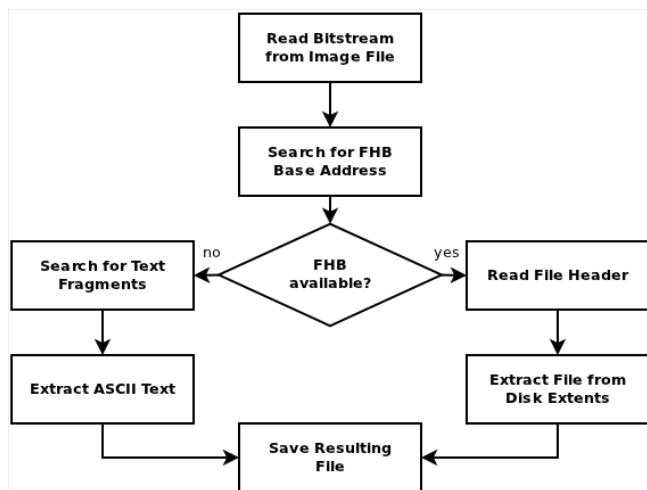 Read Bitstream
from Image File
Search for FHB
Base Address
no
yes
FHB
available?
Search for Text
Fragments
Read File Header
Extract ASCII Text
Extract File from
Disk Extents
Save Resulting
File